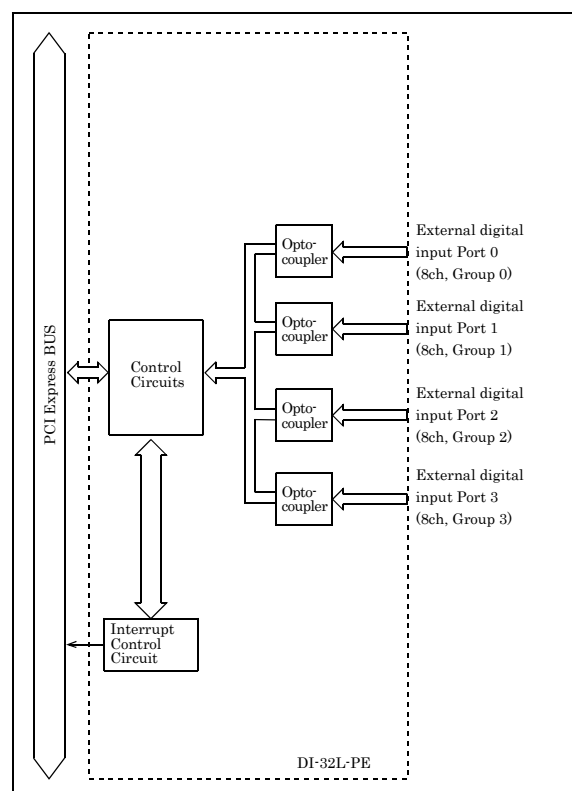 PCI Express BUS
Control
Circuits
Interrupt
Control
Circuit
Opto-
coupler
External digital
input Port 0
(8ch, Group 0)
Opto-
coupler
External digital
input Port 1
(8ch, Group 1)
Opto-
coupler
External digital
input Port 2
(8ch, Group 2)
Opto-
coupler
External digital
input Port 3
(8ch, Group 3)
DI-32L-PE